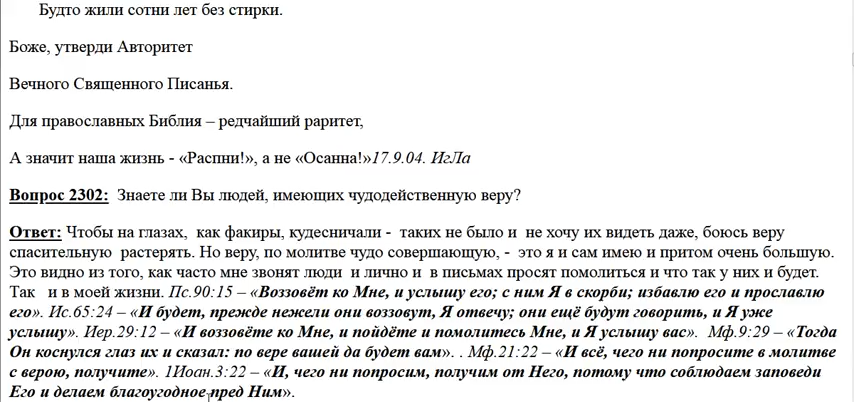 Будто жили сотни лет без стирки.
Боже, утверди Авторитет
Вечного Священного Писанья.
Для православных Библия – редчайший раритет,
А значит наша жизнь - «Распни!», а не «Осанна!»17.9.04. ИгЛа
Вопрос 2302: Знаете ли Вы людей, имеющих чудодейственную веру?
Ответ: Чтобы на глазах, как факиры, кудесничали - таких не было и не хочу их видеть даже, боюсь веру
спасительную растерять. Но веру, по молитве чудо совершающую, - это я и сам имею и притом очень большую.
Это видно из того, как часто мне звонят люди и лично и в письмах просят помолиться и что так у них и будет.
Так и в моей жизни. Пс.90:15 – «Воззовёт ко Мне, и услышу его; с ним Я в скорби; избавлю его и прославлю
его». Ис.65:24 – «И будет, прежде нежели они воззовут, Я отвечу; они ещё будут говорить, и Я уже
услышу». Иер.29:12 – «И воззовёте ко Мне, и пойдёте и помолитесь Мне, и Я услышу вас». Мф.9:29 – «Тогда
Он коснулся глаз их и сказал: по вере вашей да будет вам». . Мф.21:22 – «И всё, чего ни попросите в молитве
с верою, получите». 1Иоан.3:22 – «И, чего ни попросим, получим от Него, потому что соблюдаем заповеди
Его и делаем благоугодное пред Ним».